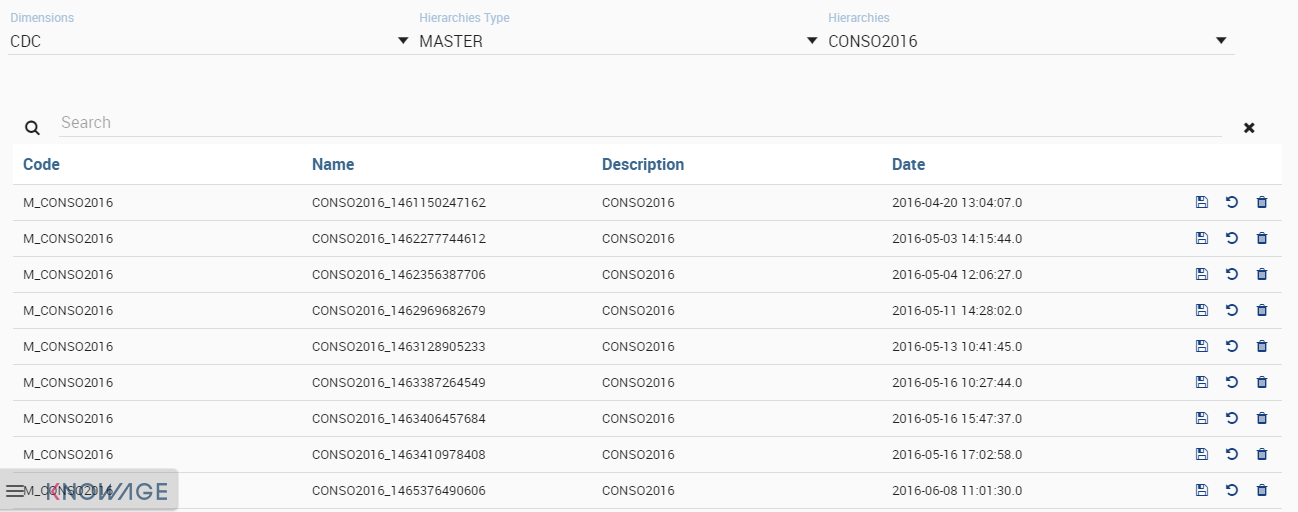 Dimensions Hierarchies Type Hierarchies
CDC MASTER CONSO2016
Search
Code Name Description Date
M_CONSO2016 CONSO2016_1461150247162 CONSO2016 2016-04-20 13:04:07.0
M_CONSO2016 CONSO2016_1462277744612 CONSO2016 2016-05-03 14:15:44.0
M_CONSO2016 CONSO2016_1462356387706 CONSO2016 2016-05-04 12:06:27.0
M_CONSO2016 CONSO2016_1462969682679 CONSO2016 2016-05-11 14:28:02.0
M_CONSO2016 CONSO2016_1463128905233 CONSO2016 2016-05-13 10:41:45.0
M_CONSO2016 CONSO2016_1463387264549 CONSO2016 2016-05-16 10:27:44.0
M_CONSO2016 CONSO2016_1463406457684 CONSO2016 2016-05-16 15:47:37.0
M_CONSO2016 CONSO2016_1463410978408 CONSO2016 2016-05-16 17:02:58.0
M_CONSO2016 CONSO2016_1465376490606 CONSO2016 2016-06-08 11:01:30.0
KNOWAGE